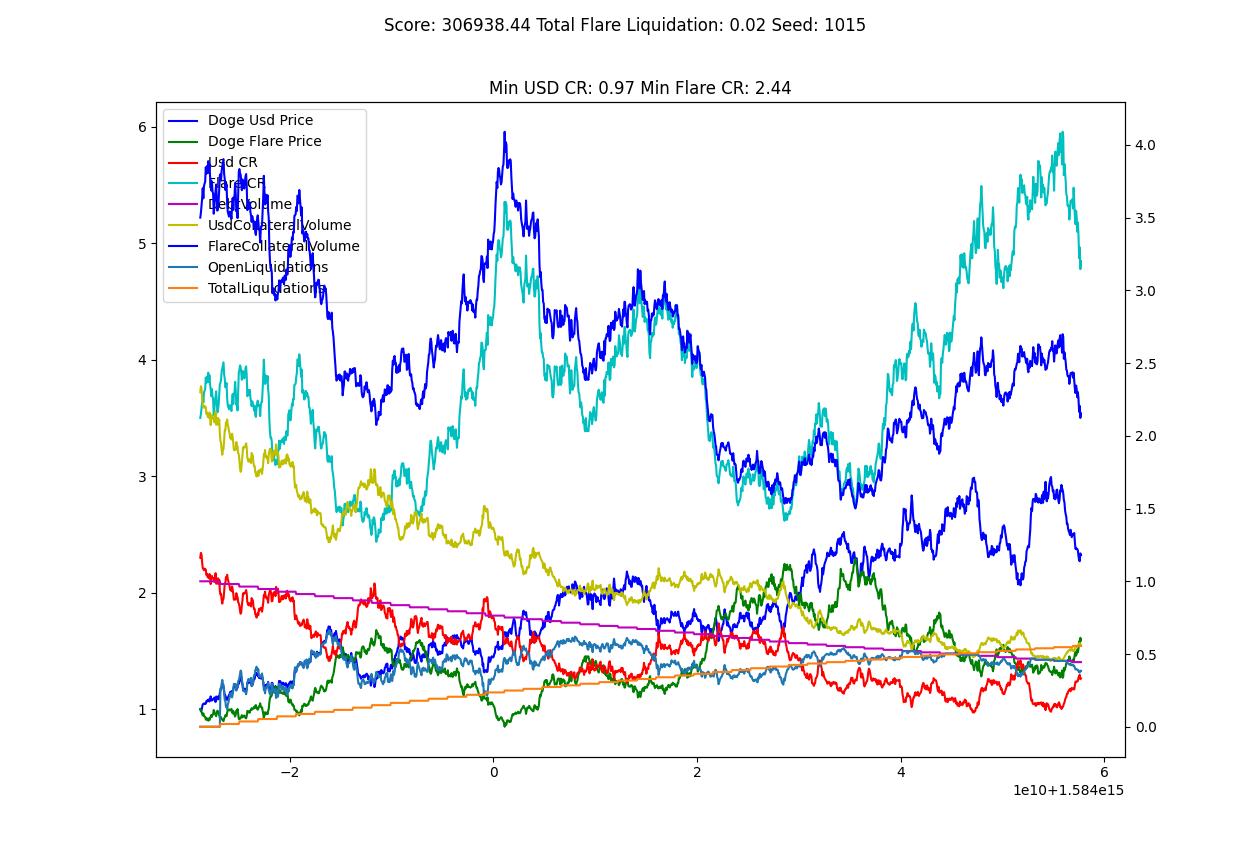 Score: 306938.44 Total Flare Liquidation: 0.02 Seed: 1015
Min USD CR: 0.97 Min Flare CR: 2.44
Doge Usd Price
Doge Flare Price
Usd CR
Flare CR
DebtVolume
UsdCollateralVolume
FlareCollateralVolume
OpenLiquidations
TotalLiquidations
6
5
4
3
2
1
4.0
3.5
3.0
2.5
2.0
1.5
1.0
0.5
0.0
−2
0
2
4
6
1e10+1.584e15